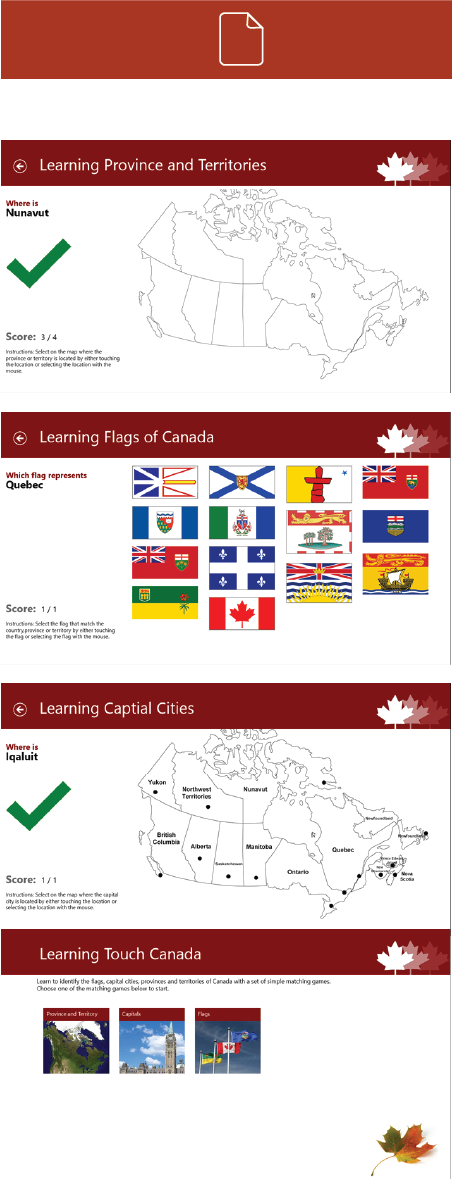 Learning Province and Territories
Where is
Nunavut
Score: 3 / 4
Instructions: Select on the map where the
province or territory is located by either touching
the location or selecting the location with the
mouse.
Learning Flags of Canada
Which flag represents
Quebec
Score: 1 / 1
Instructions: Select the flag that match the
country,province or territory by either touching
the flag or selecting the flag with the mouse.
Learning Captial Cities
Where is
Iqaluit
Yukon
Northwest
Territories
Nunavut
Newfoundland
British
Columbia
Alberta
Saskatchewan
Manitoba
Ontario
Quebec
Newfoundland
Prince Edward
New
Nova
Scotia
Score: 1 / 1
Instructions: Select on the map where the capital
city is located by either touching the location or
selecting the location with the mouse.
Learning Touch Canada
Learn to identify the flags, capital cities, provinces and territories of Canada with a set of simple matching games.
Choose one of the matching games below to start.
Province and Territory
Capitals
Flags